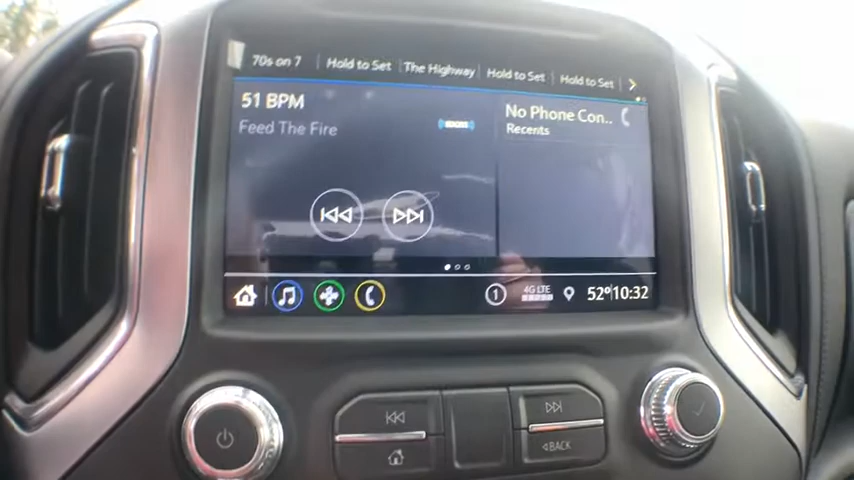 70s on 7 Hold to Set The Highway Hold to Set Hold to Set
51 BPM
Feed The Fire
No Phone Con..
Recents
1 4G LTE 52° 10:32
BACK